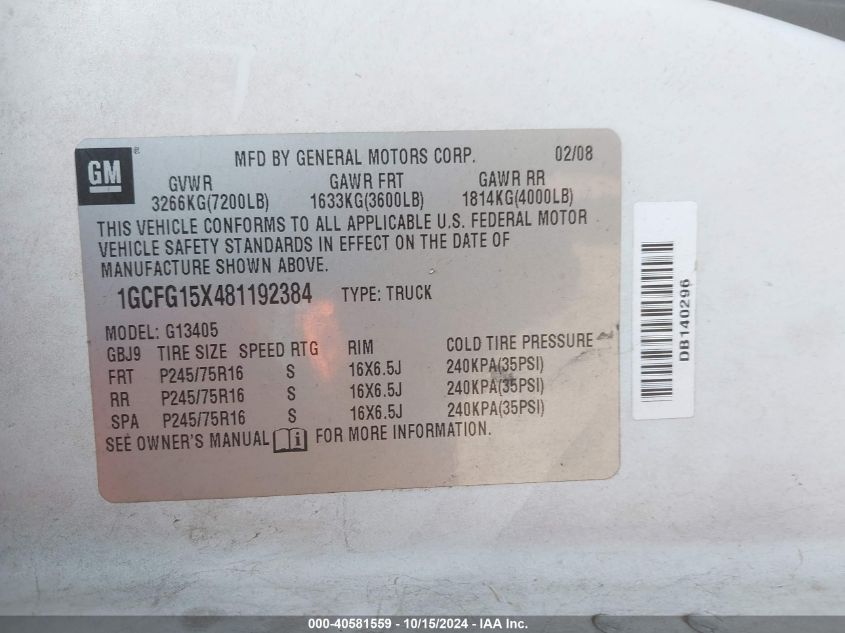 GM
MFD BY GENERAL MOTORS CORP. 02/08
GVWR GAWR FRT GAWR RR
3266KG(7200LB) 1633KG(3600LB) 1814KG(4000LB)
THIS VEHICLE CONFORMS TO ALL APPLICABLE U.S. FEDERAL MOTOR
VEHICLE SAFETY STANDARDS IN EFFECT ON THE DATE OF
MANUFACTURE SHOWN ABOVE.
1GCFG15X481192384 TYPE: TRUCK
MODEL: G13405
GBJ9 TIRE SIZE SPEED RTG RIM COLD TIRE PRESSURE
FRT P245/75R16 S 16X6.5J 240KPA(35PSI)
RR P245/75R16 S 16X6.5J 240KPA(35PSI)
SPA P245/75R16 S 16X6.5J 240KPA(35PSI)
SEE OWNER'S MANUAL i FOR MORE INFORMATION.
DB140296
000-40581559 - 10/15/2024 - IAA Inc.